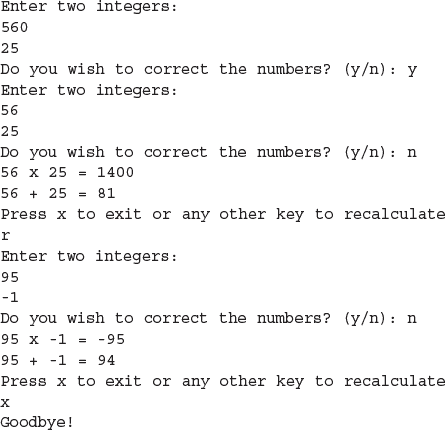 Enter two integers:
560
25
Do you wish to correct the numbers? (y/n): y
Enter two integers:
56
25
Do you wish to correct the numbers? (y/n): n
56 x 25 = 1400
56 + 25 = 81
Press x to exit or any other key to recalculate
r
Enter two integers:
95
-1
Do you wish to correct the numbers? (y/n): n
95 x -1 = -95
95 + -1 = 94
Press x to exit or any other key to recalculate
x
Goodbye!